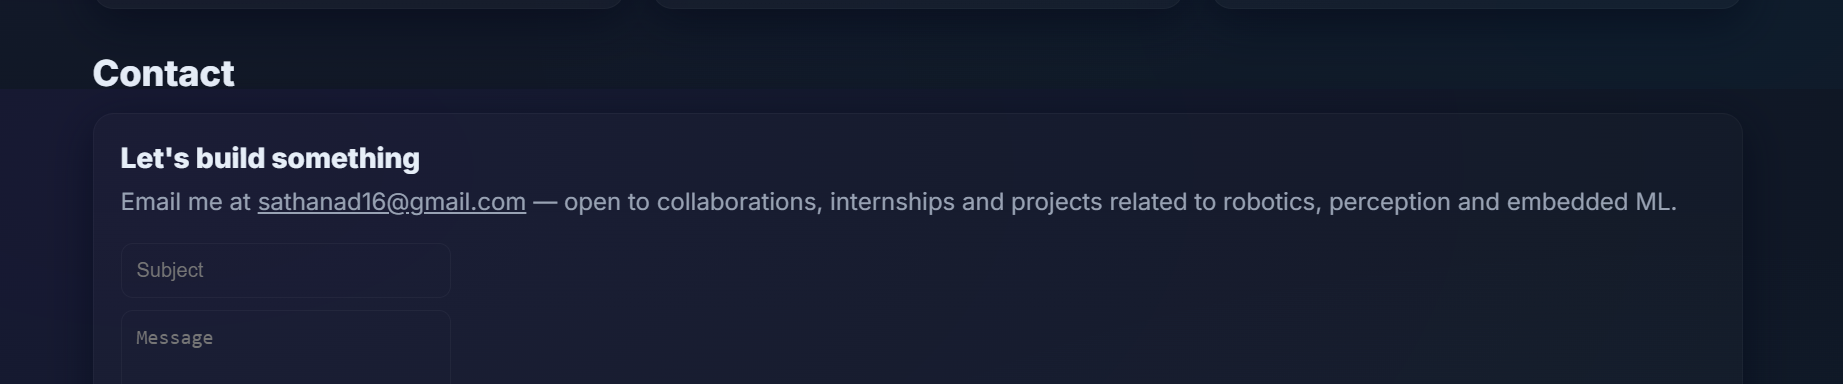 Contact
Let's build something
Email me at sathanad16@gmail.com — open to collaborations, internships and projects related to robotics, perception and embedded ML.
Subject
Message